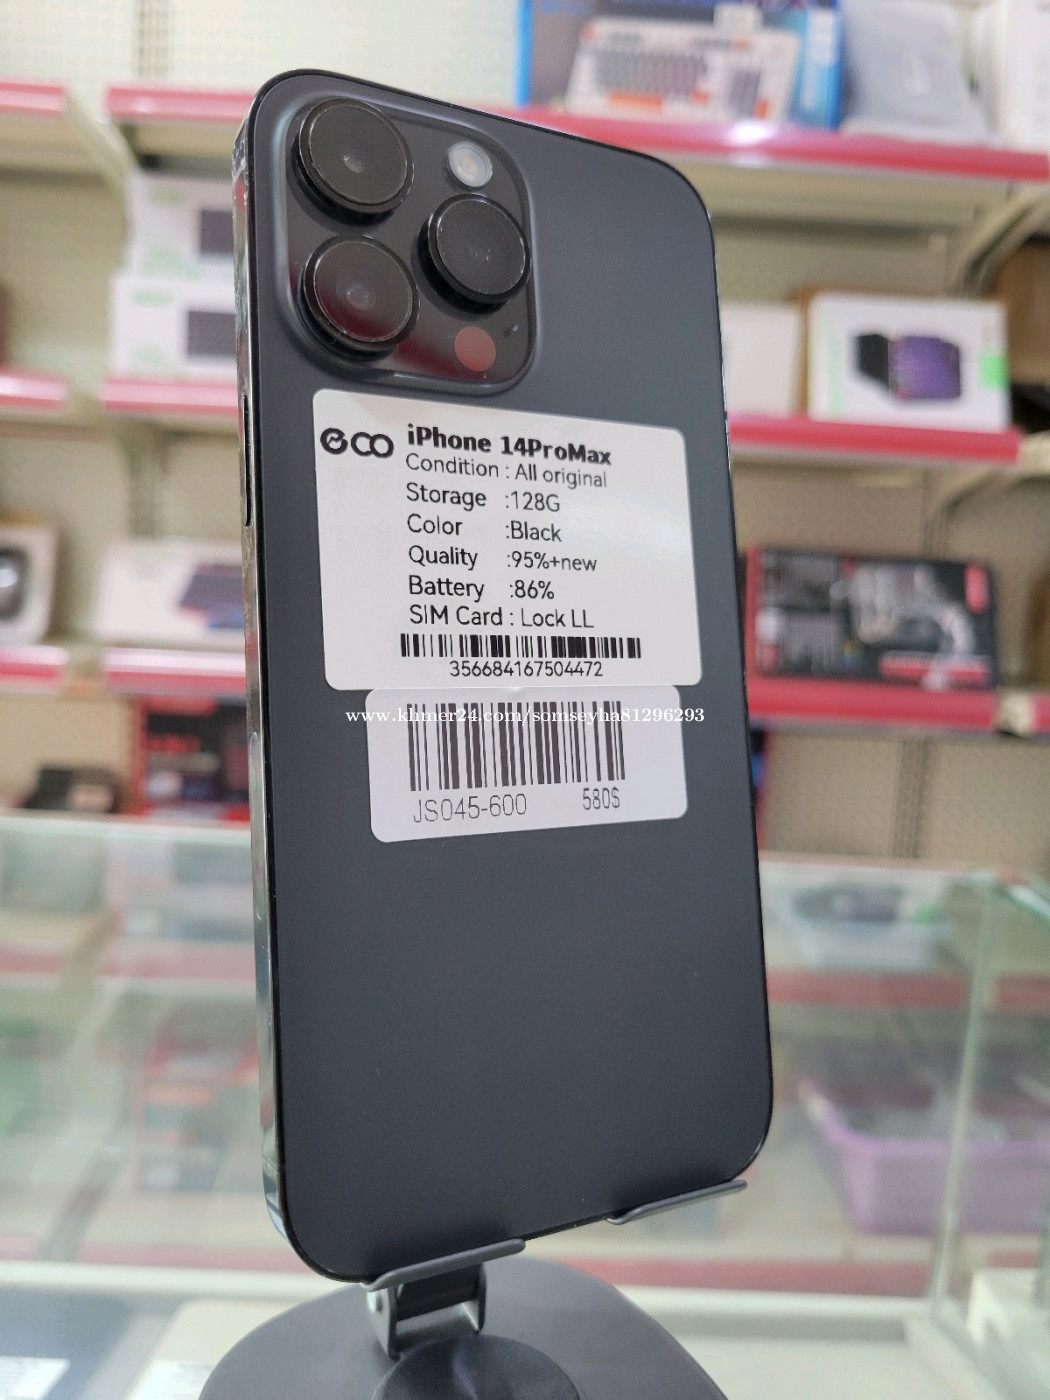 eco
iPhone 14ProMax
Condition : All original
Storage :128G
Color :Black
Quality :95%+new
Battery :86%
SIM Card : Lock LL
356684167504472
www.khmer24.com/somseyha81296293
JS045-600 580$